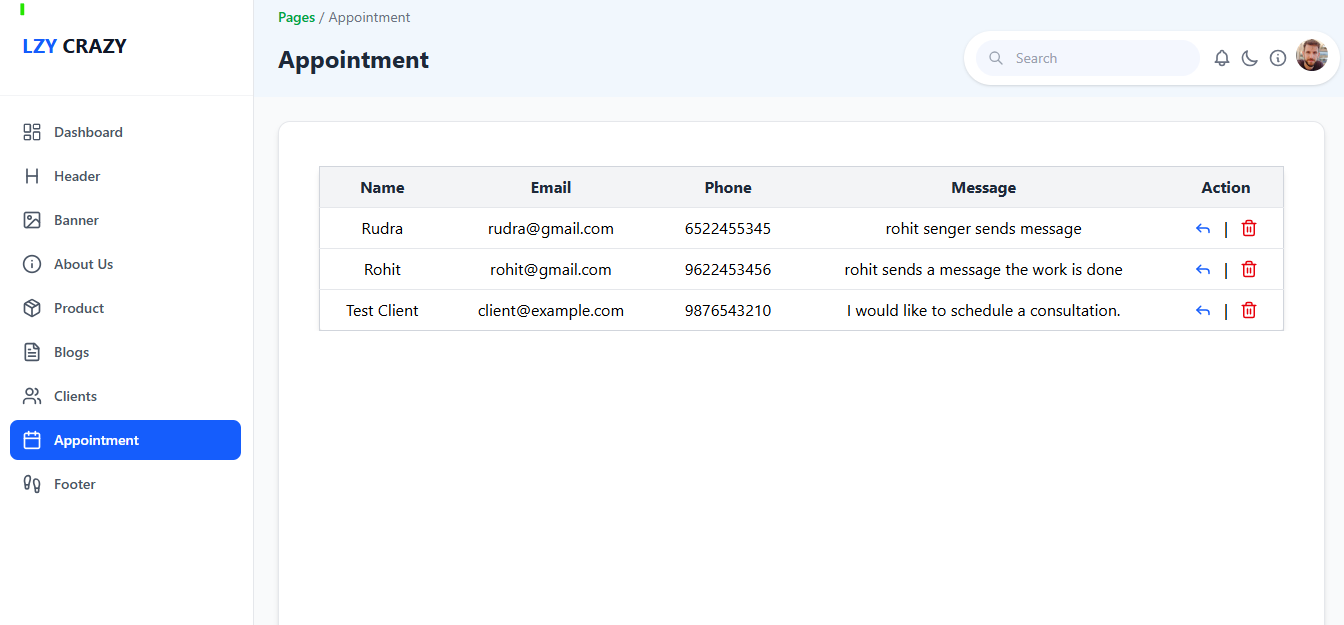 LZY CRAZY
Dashboard
Header
Banner
About Us
Product
Blogs
Clients
Appointment
Footer
Pages / Appointment
Appointment
Search
Name Email Phone Message Action
Rudra rudra@gmail.com 6522455345 rohit senger sends message |
Rohit rohit@gmail.com 9622453456 rohit sends a message the work is done |
Test Client client@example.com 9876543210 I would like to schedule a consultation. |